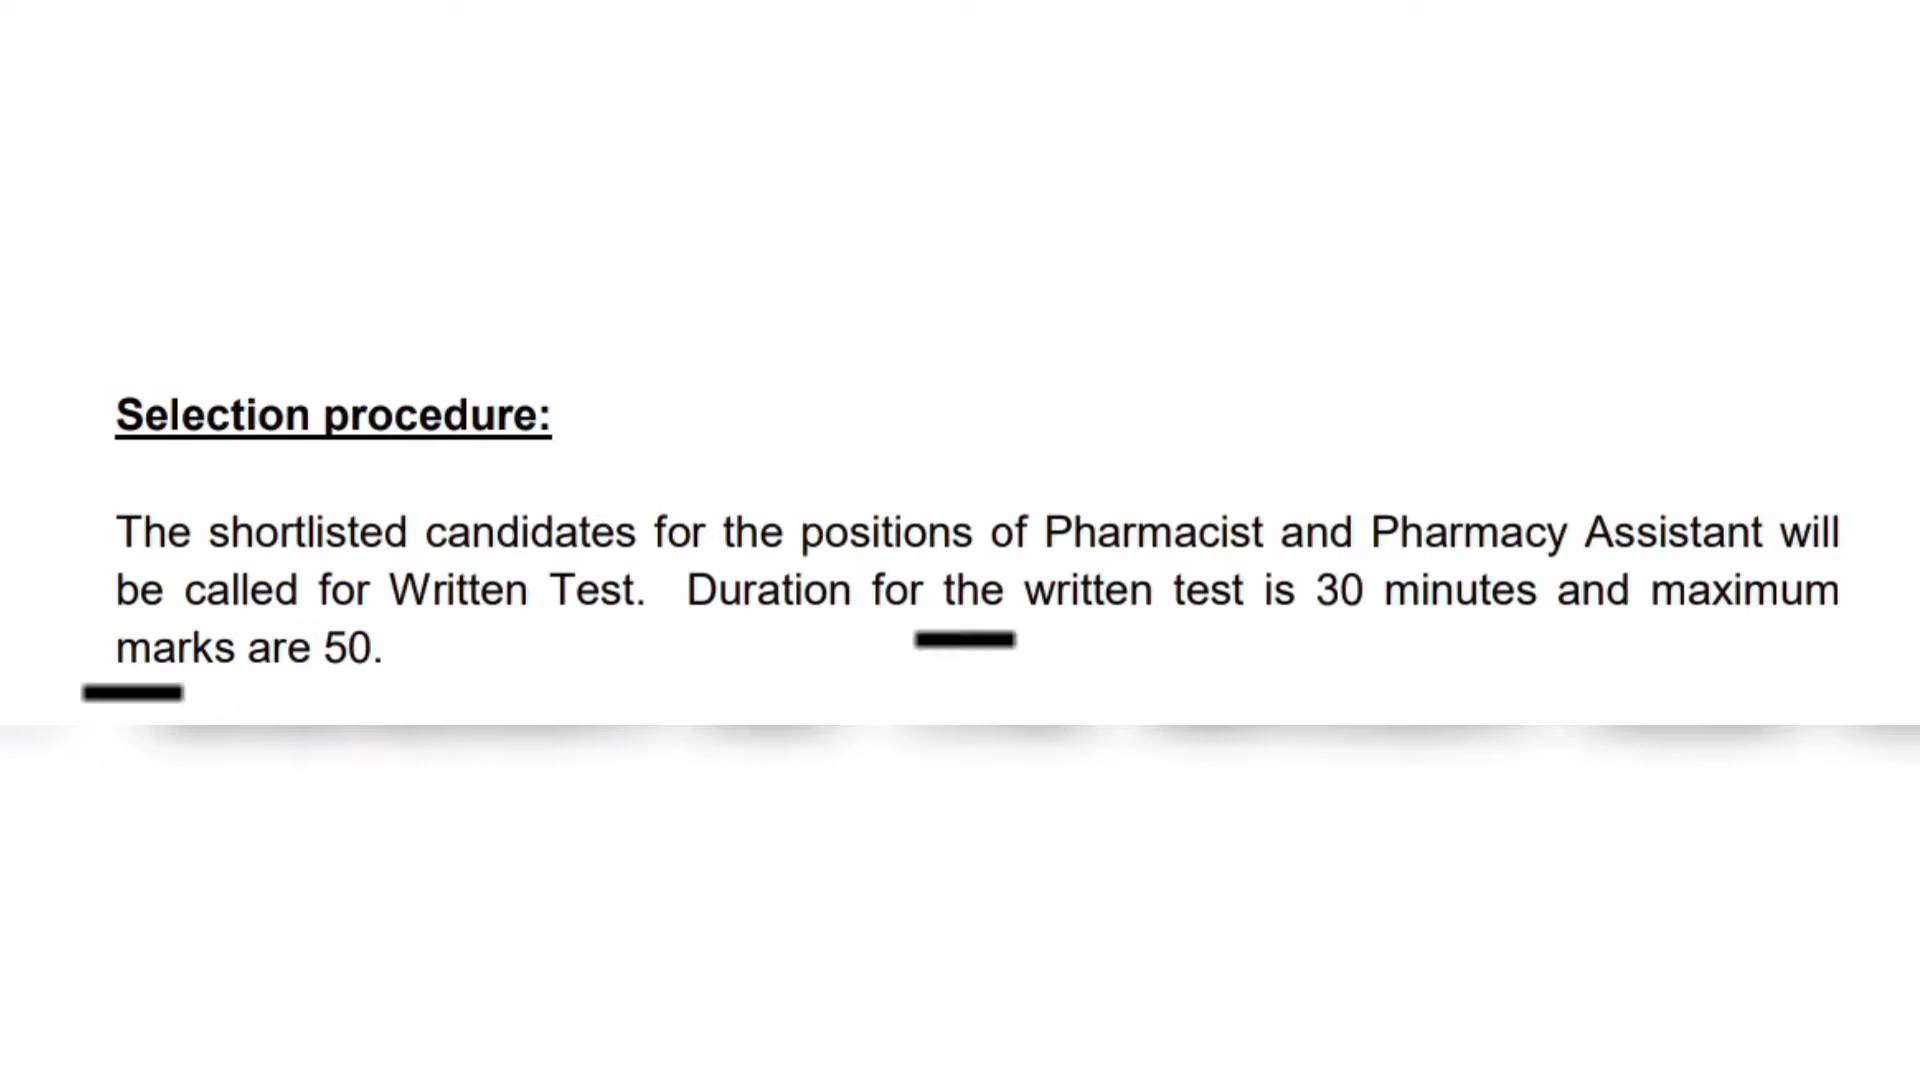 Selection procedure:
The shortlisted candidates for the positions of Pharmacist and Pharmacy Assistant will
be called for Written Test.  Duration for the written test is 30 minutes and maximum
marks are 50.